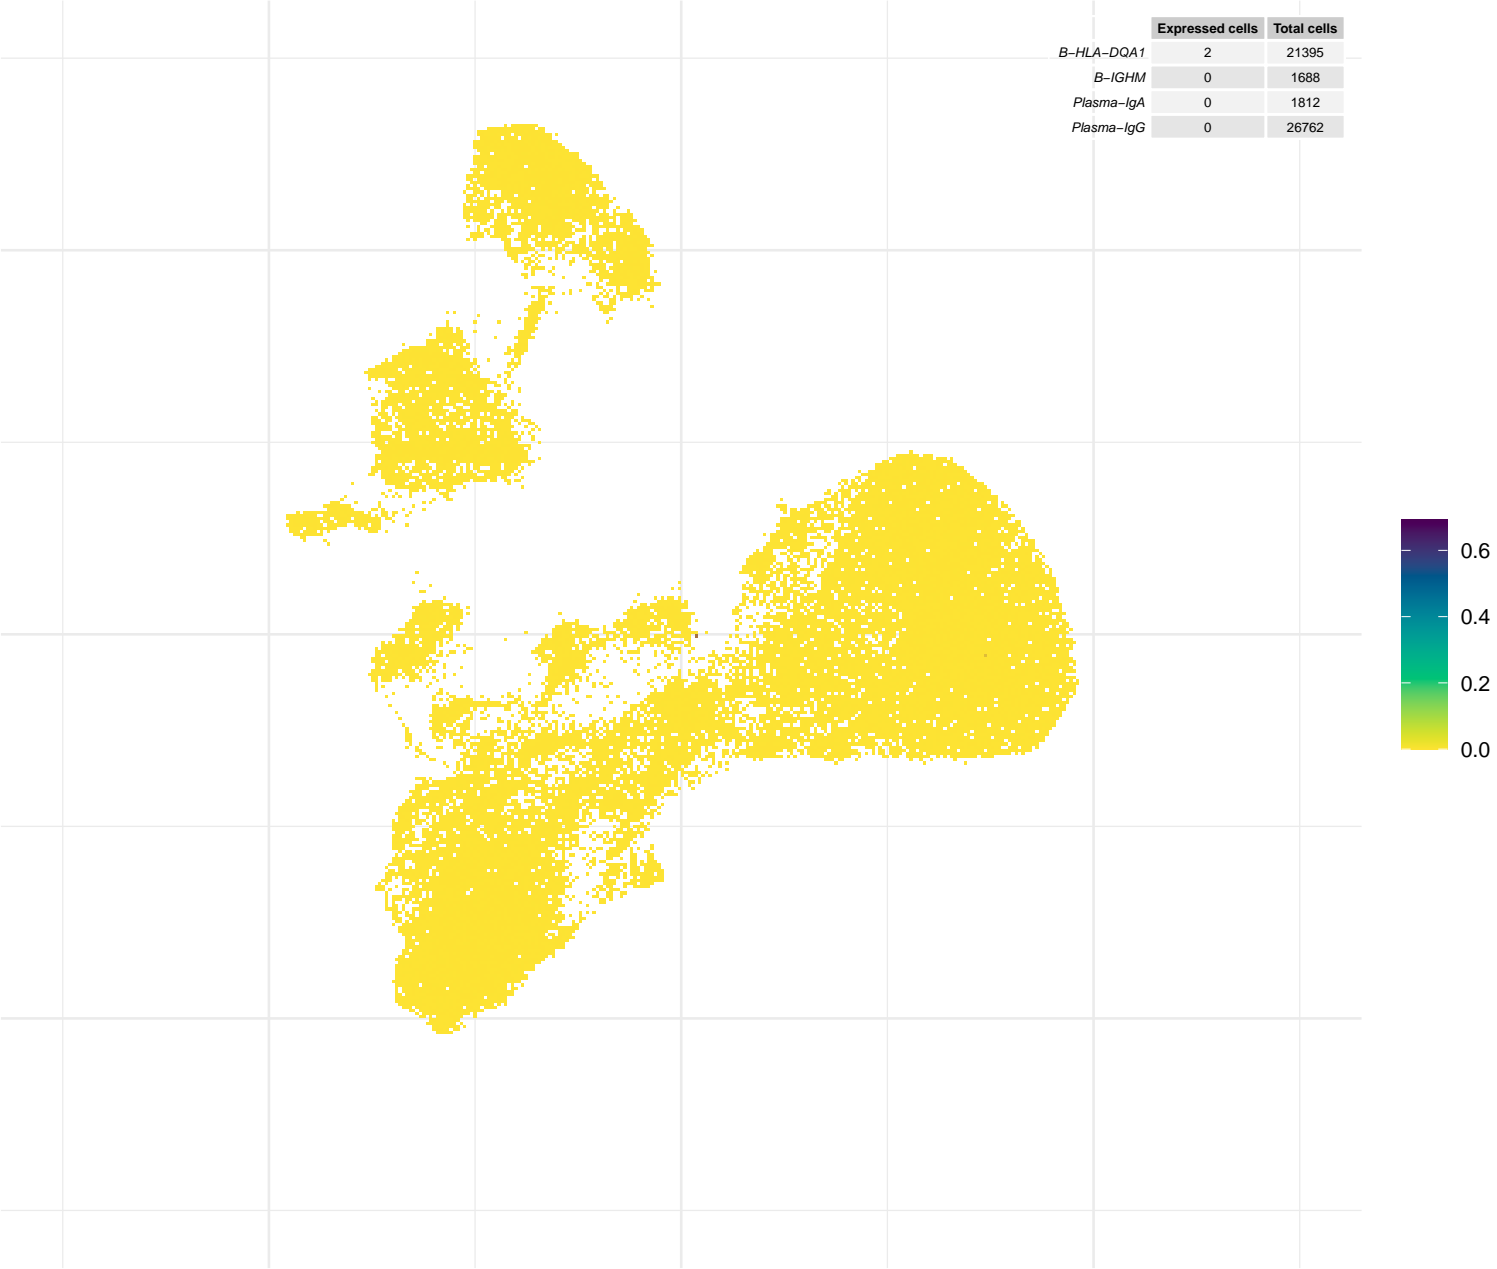 Expressed cells Total cells
B−HLA−DQA1 2 21395
B−IGHM 0 1688
Plasma−IgA 0 1812
Plasma−IgG 0 26762
0.6
0.4
0.2
0.0